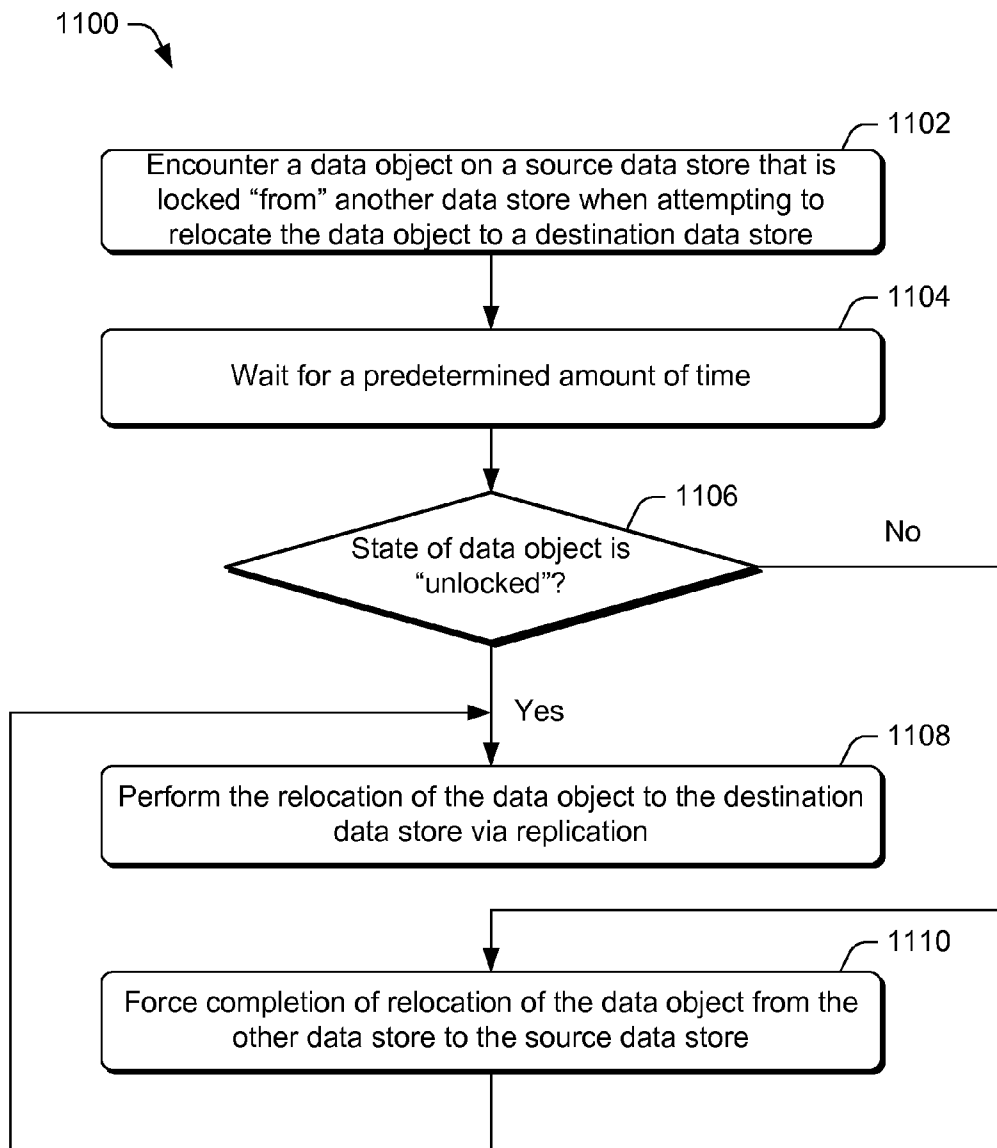 1100
1102
Encounter a data object on a source data store that is
locked “from” another data store when attempting to
relocate the data object to a destination data store
1104
Wait for a predetermined amount of time
1106
State of data object is
“unlocked”?
No
Yes
1108
Perform the relocation of the data object to the destination
data store via replication
1110
Force completion of relocation of the data object from the
other data store to the source data store